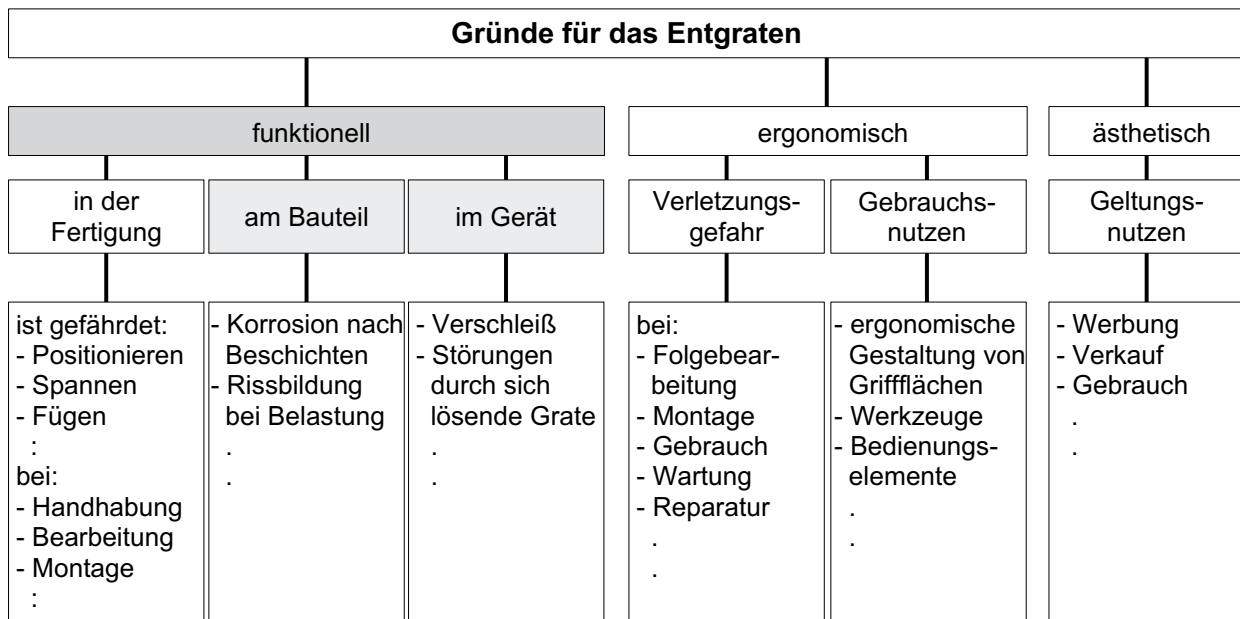 Gründe für das Entgraten
funktionell
ergonomisch
ästhetisch
in der
Fertigung
am Bauteil
im Gerät
Verletzungs-
gefahr
Gebrauchs-
nutzen
Geltungs-
nutzen
ist gefährdet:
- Positionieren
- Spannen
- Fügen
:
bei:
- Handhabung
- Bearbeitung
- Montage
:
- Korrosion nach
Beschichten
- Rissbildung
bei Belastung
.
.
- Verschleiß
- Störungen
durch sich
lösende Grate
.
.
bei:
- Folgebear-
beitung
- Montage
- Gebrauch
- Wartung
- Reparatur
.
.
- ergonomische
Gestaltung von
Griffflächen
- Werkzeuge
- Bedienungs-
elemente
.
.
- Werbung
- Verkauf
- Gebrauch
.
.